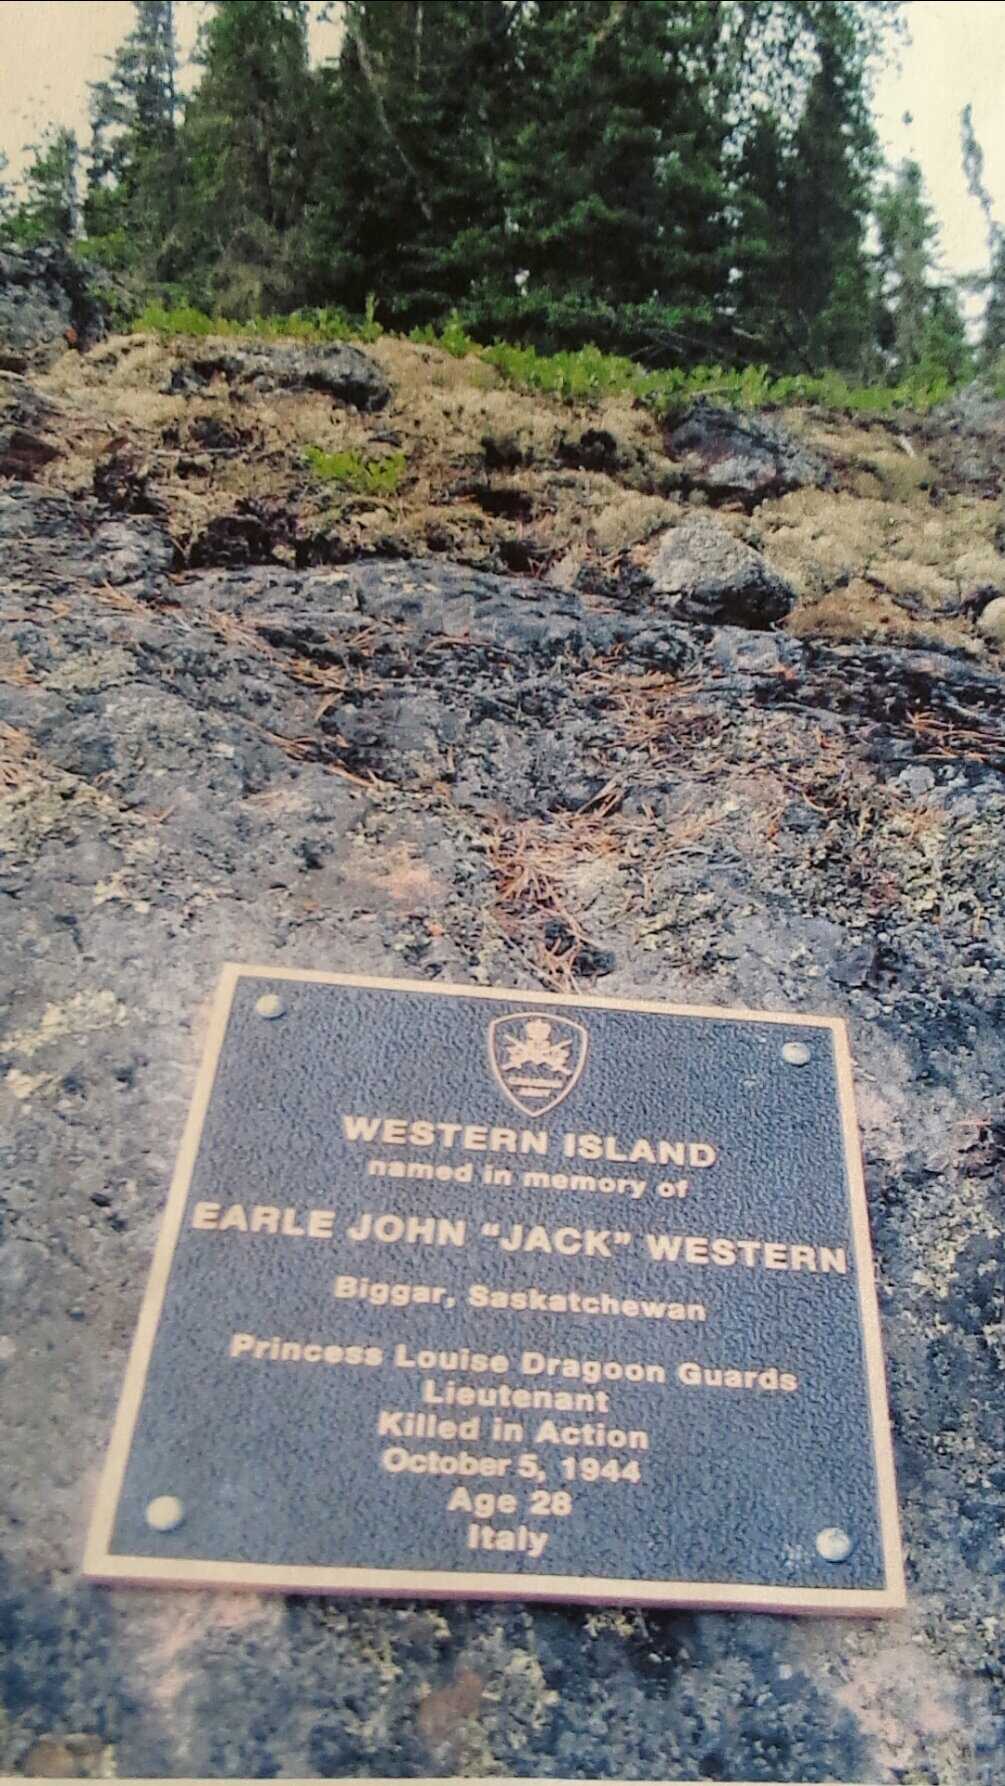 WESTERN ISLAND
named in memory of
EARLE JOHN “JACK” WESTERN
Biggar, Saskatchewan
Princess Louise Dragoon Guards
Lieutenant
Killed in Action
October 5, 1944
Age 28
Italy